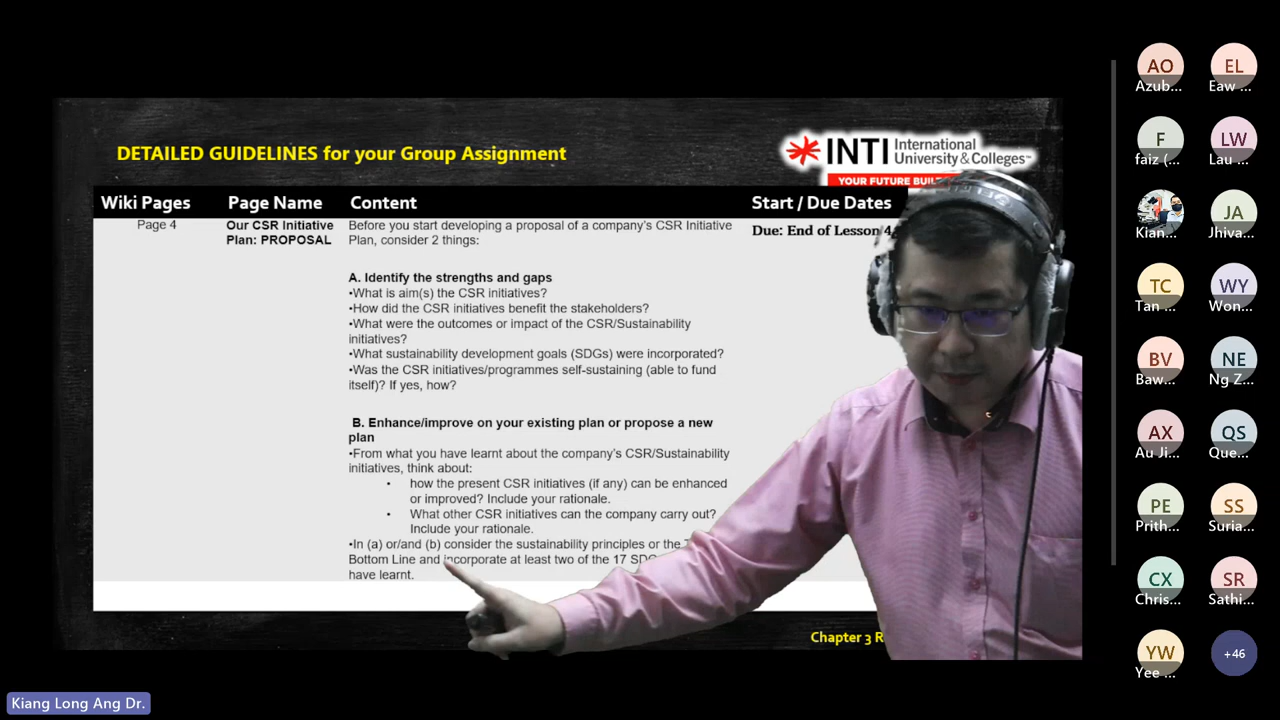 DETAILED GUIDELINES for your Group Assignment
INTI International
University & Colleges
YOUR FUTURE BUIL
Wiki Pages Page Name Content Start / Due Dates
Page 4
Our CSR Initiative
Plan: PROPOSAL
Before you start developing a proposal of a company's CSR Initiative
Plan, consider 2 things:
Due: End of Lesson 4
A. Identify the strengths and gaps
•What is aim(s) the CSR initiatives?
•How did the CSR initiatives benefit the stakeholders?
•What were the outcomes or impact of the CSR/Sustainability
initiatives?
•What sustainability development goals (SDGs) were incorporated?
•Was the CSR initiatives/programmes self-sustaining (able to fund
itself)? If yes, how?
B. Enhance/improve on your existing plan or propose a new
plan
•From what you have learnt about the company's CSR/Sustainability
initiatives, think about:
• how the present CSR initiatives (if any) can be enhanced
or improved? Include your rationale.
• What other CSR initiatives can the company carry out?
Include your rationale.
•In (a) or/and (b) consider the sustainability principles or the
Bottom Line and incorporate at least two of the 17 SD
have learnt.
Chapter 3 R
AO
Azub...
EL
Eaw ...
F
faiz (...
LW
Lau ...
Kian...
JA
Jhiva...
TC
Tan ...
WY
Won...
BV
Baw...
NE
Ng Z...
AX
Au Ji...
QS
Que...
PE
Prith...
SS
Suria...
CX
Chris...
SR
Sathi...
YW
Yee ...
+46
Kiang Long Ang Dr.